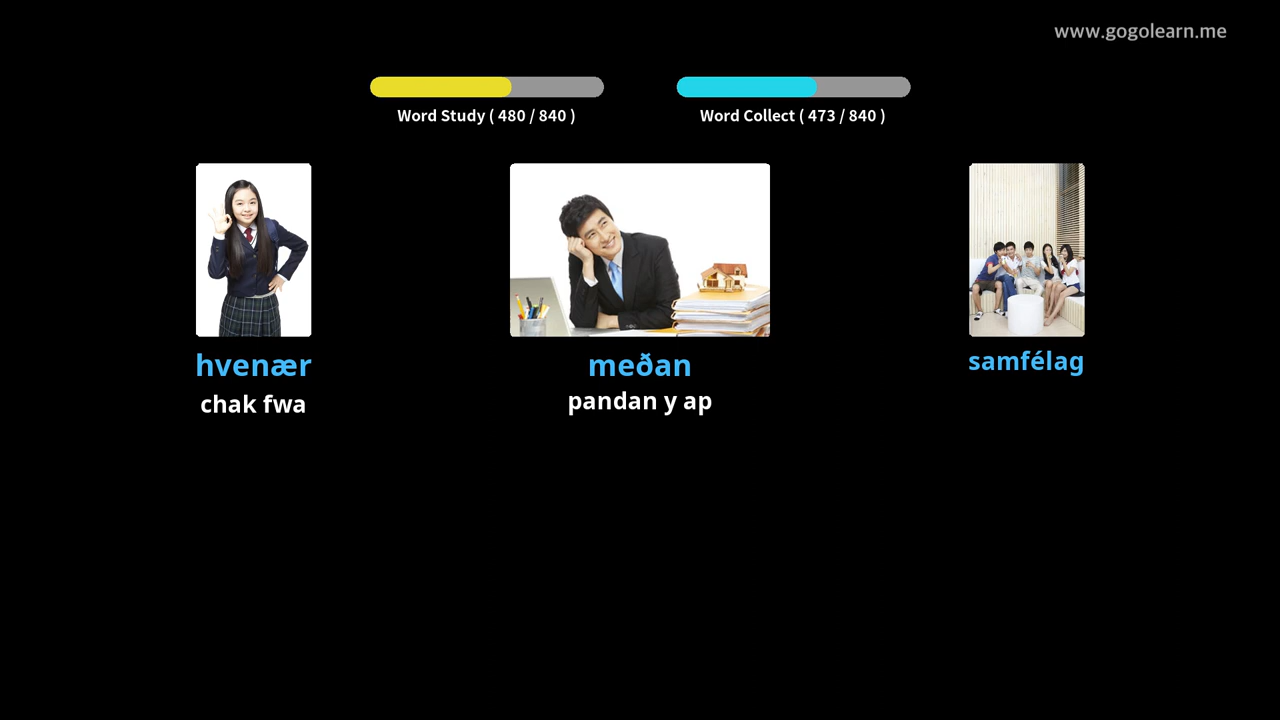 www.gogolearn.me
Word Study ( 480 / 840 )
Word Collect ( 473 / 840 )
hvenær
chak fwa
meðan
pandan y ap
samfélag